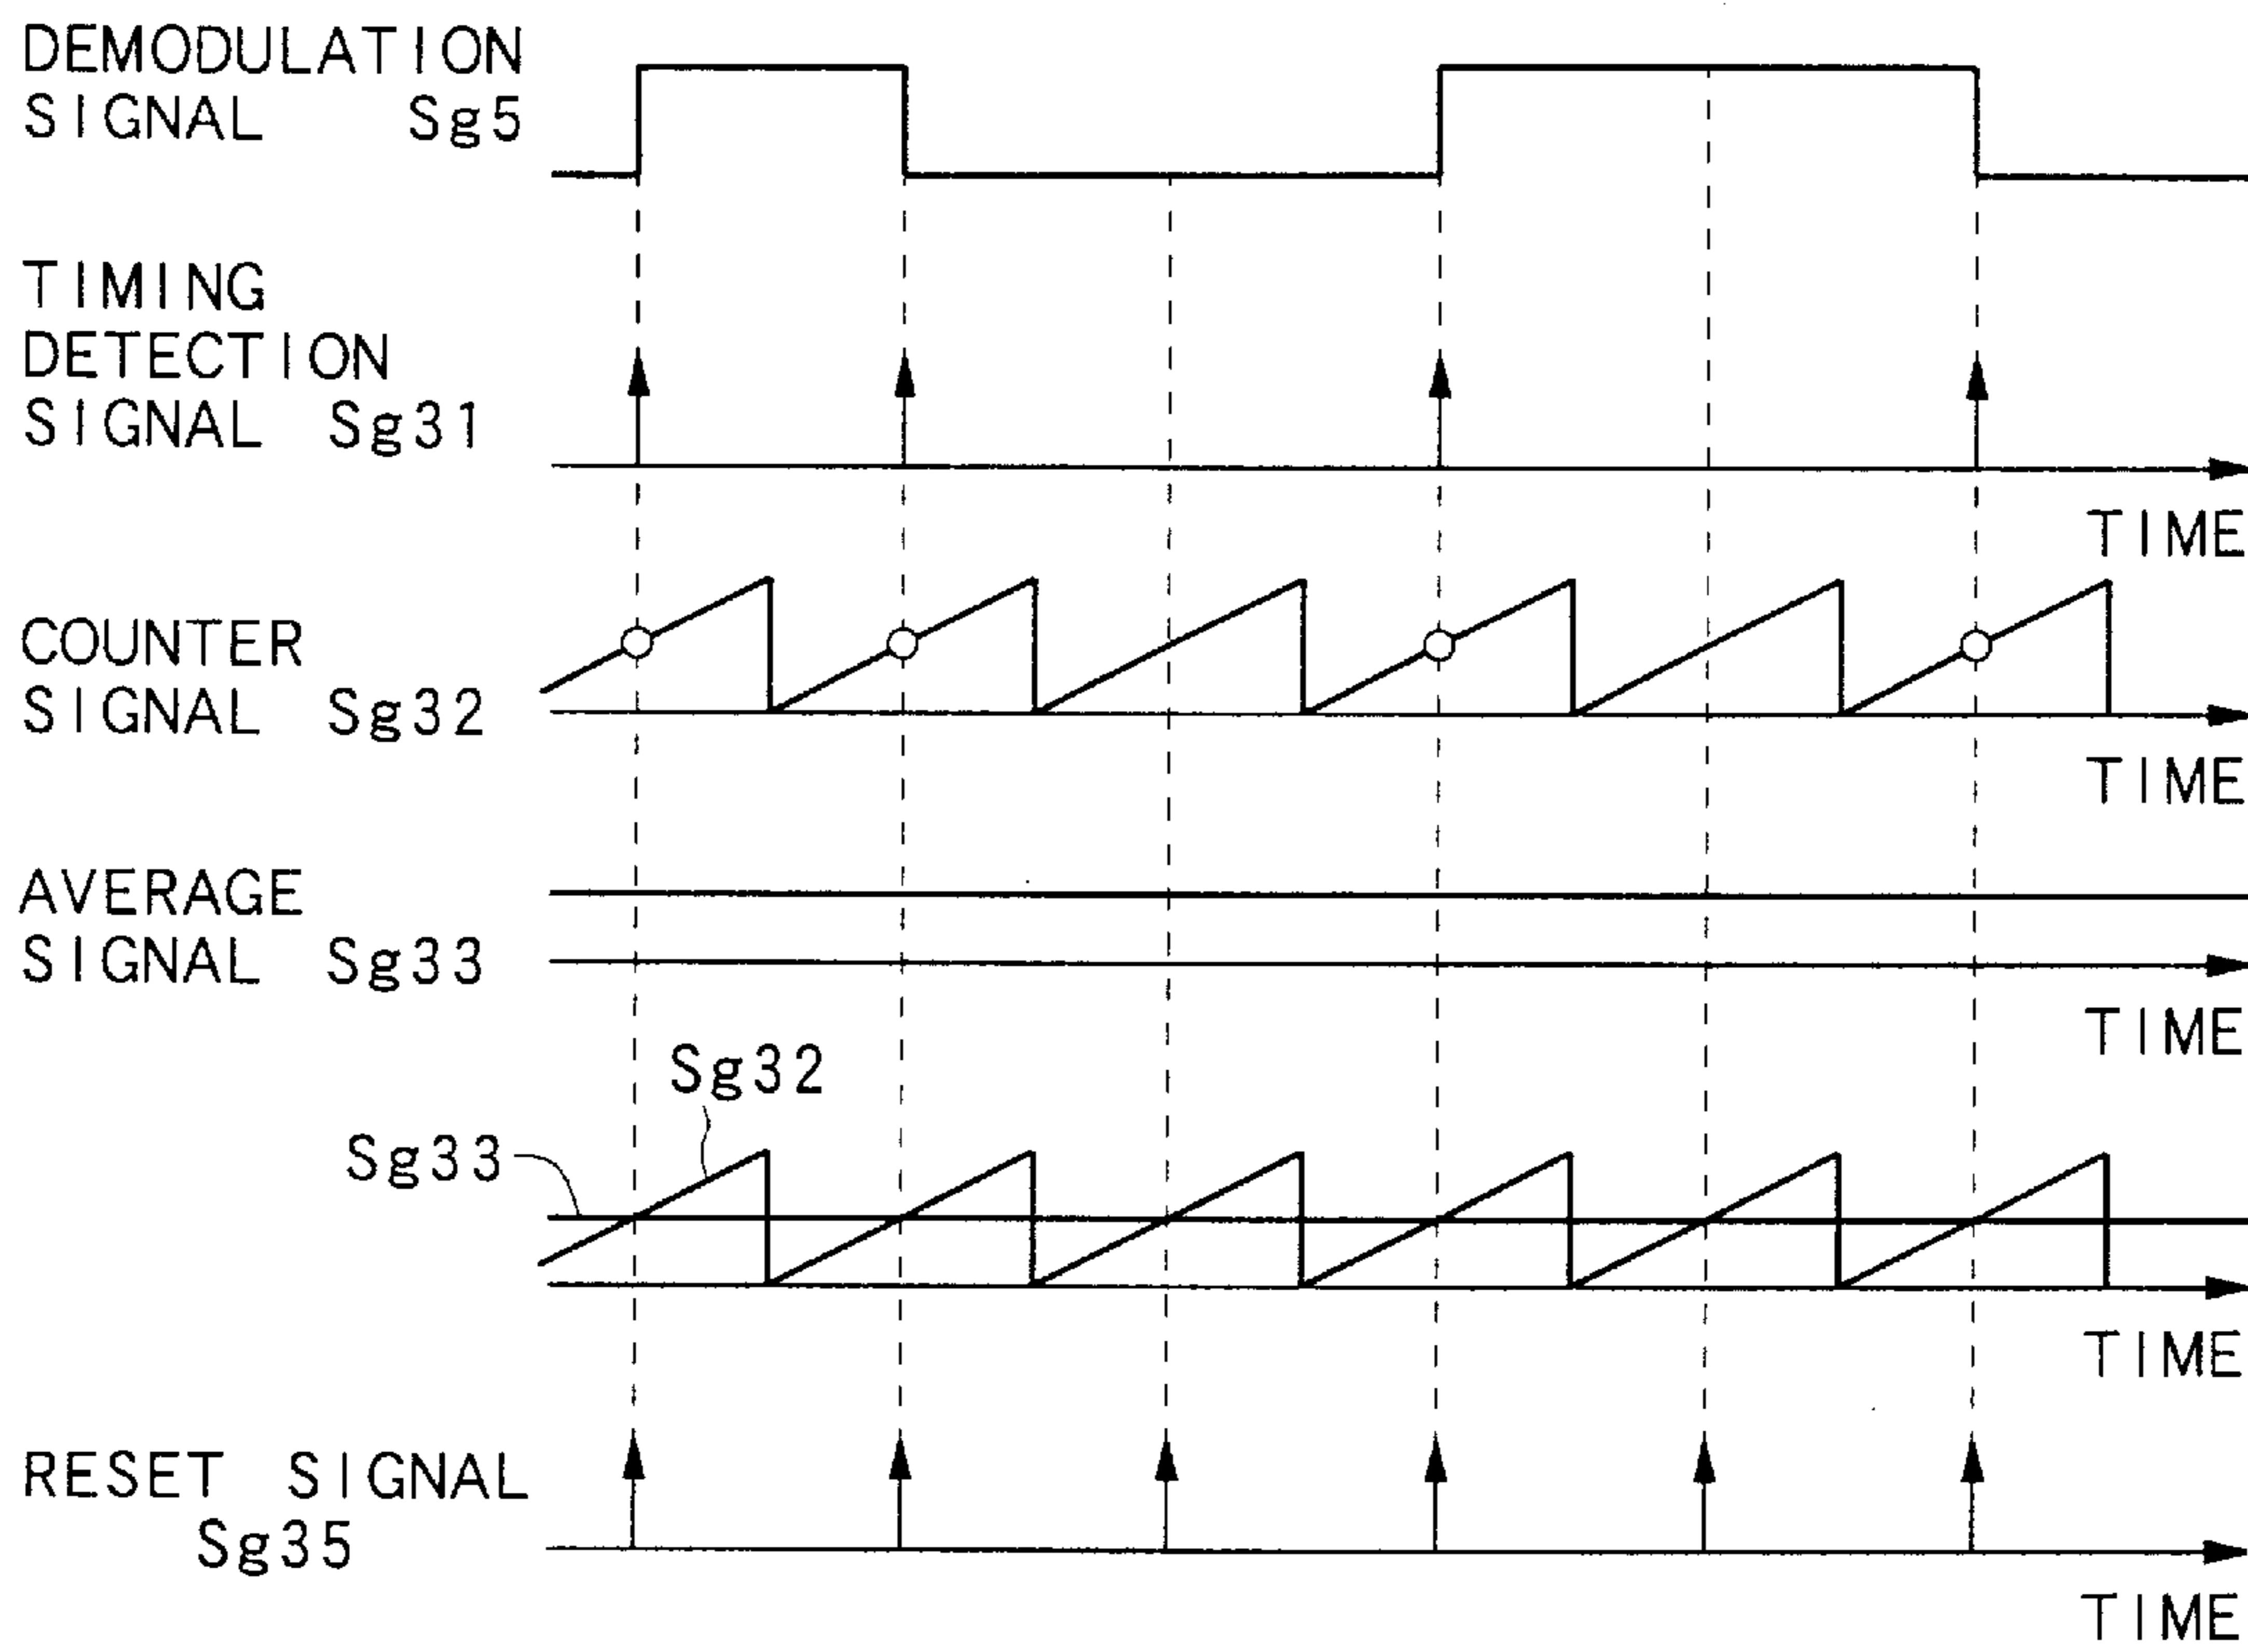 DEMODULATION
SIGNAL Sg5
TIMING
DETECTION
SIGNAL Sg31
TIME
COUNTER
SIGNAL Sg32
TIME
AVERAGE
SIGNAL Sg33
TIME
Sg32
Sg33
TIME
RESET SIGNAL
Sg35
TIME